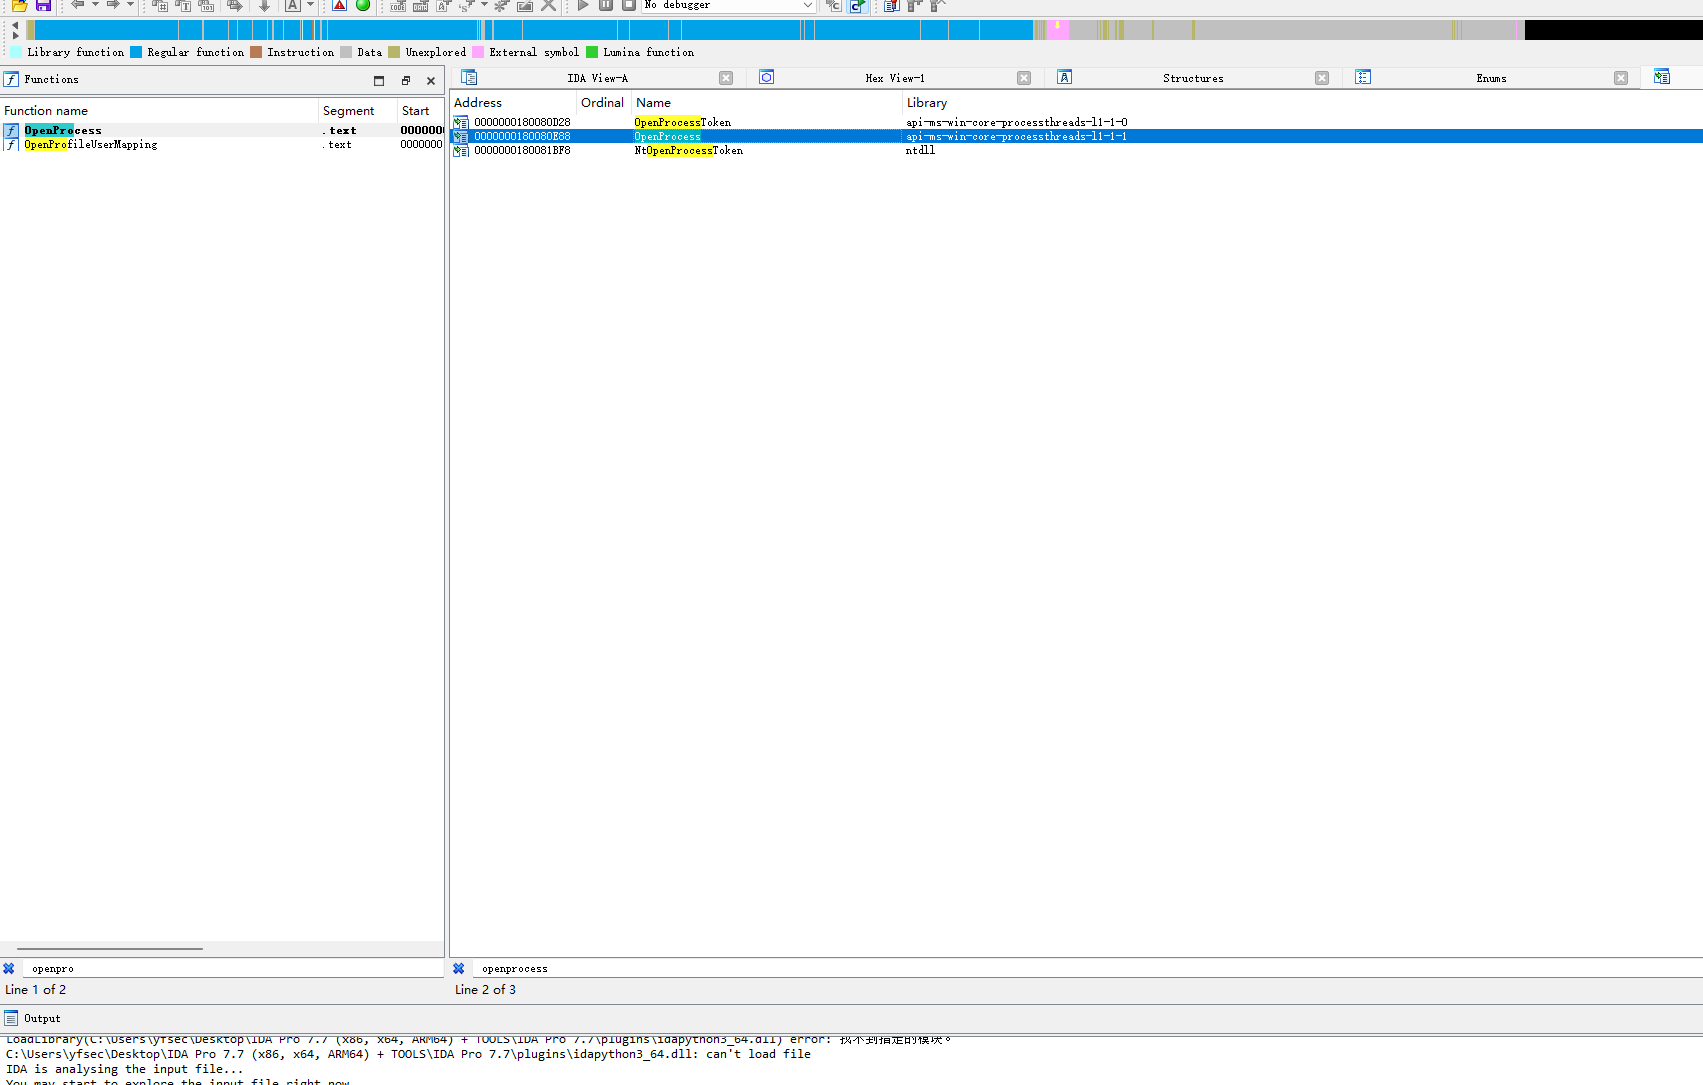 No debugger
Library function Regular function Instruction Data Unexplored External symbol Lumina function
Functions
IDA View-A Hex View-1 Structures Enums
Function name Segment Start
OpenProcess .text 000000
OpenProfileUserMapping .text 000000
Address Ordinal Name Library
0000000180080D28 OpenProcessToken api-ms-win-core-processthreads-l1-1-0
0000000180080E88 OpenProcess api-ms-win-core-processthreads-l1-1-1
0000000180081BF8 NtOpenProcessToken ntdll
openpro
openprocess
Line 1 of 2
Line 2 of 3
Output
LoadLibrary(C:\Users\yfsec\Desktop\IDA Pro 7.7 (x86, x64, ARM64) + TOOLS\IDA Pro 7.7\plugins\idapython3_64.dll) error: 找不到指定的模块。
C:\Users\yfsec\Desktop\IDA Pro 7.7 (x86, x64, ARM64) + TOOLS\IDA Pro 7.7\plugins\idapython3_64.dll: can't load file
IDA is analysing the input file...
You may start to explore the input file right now.